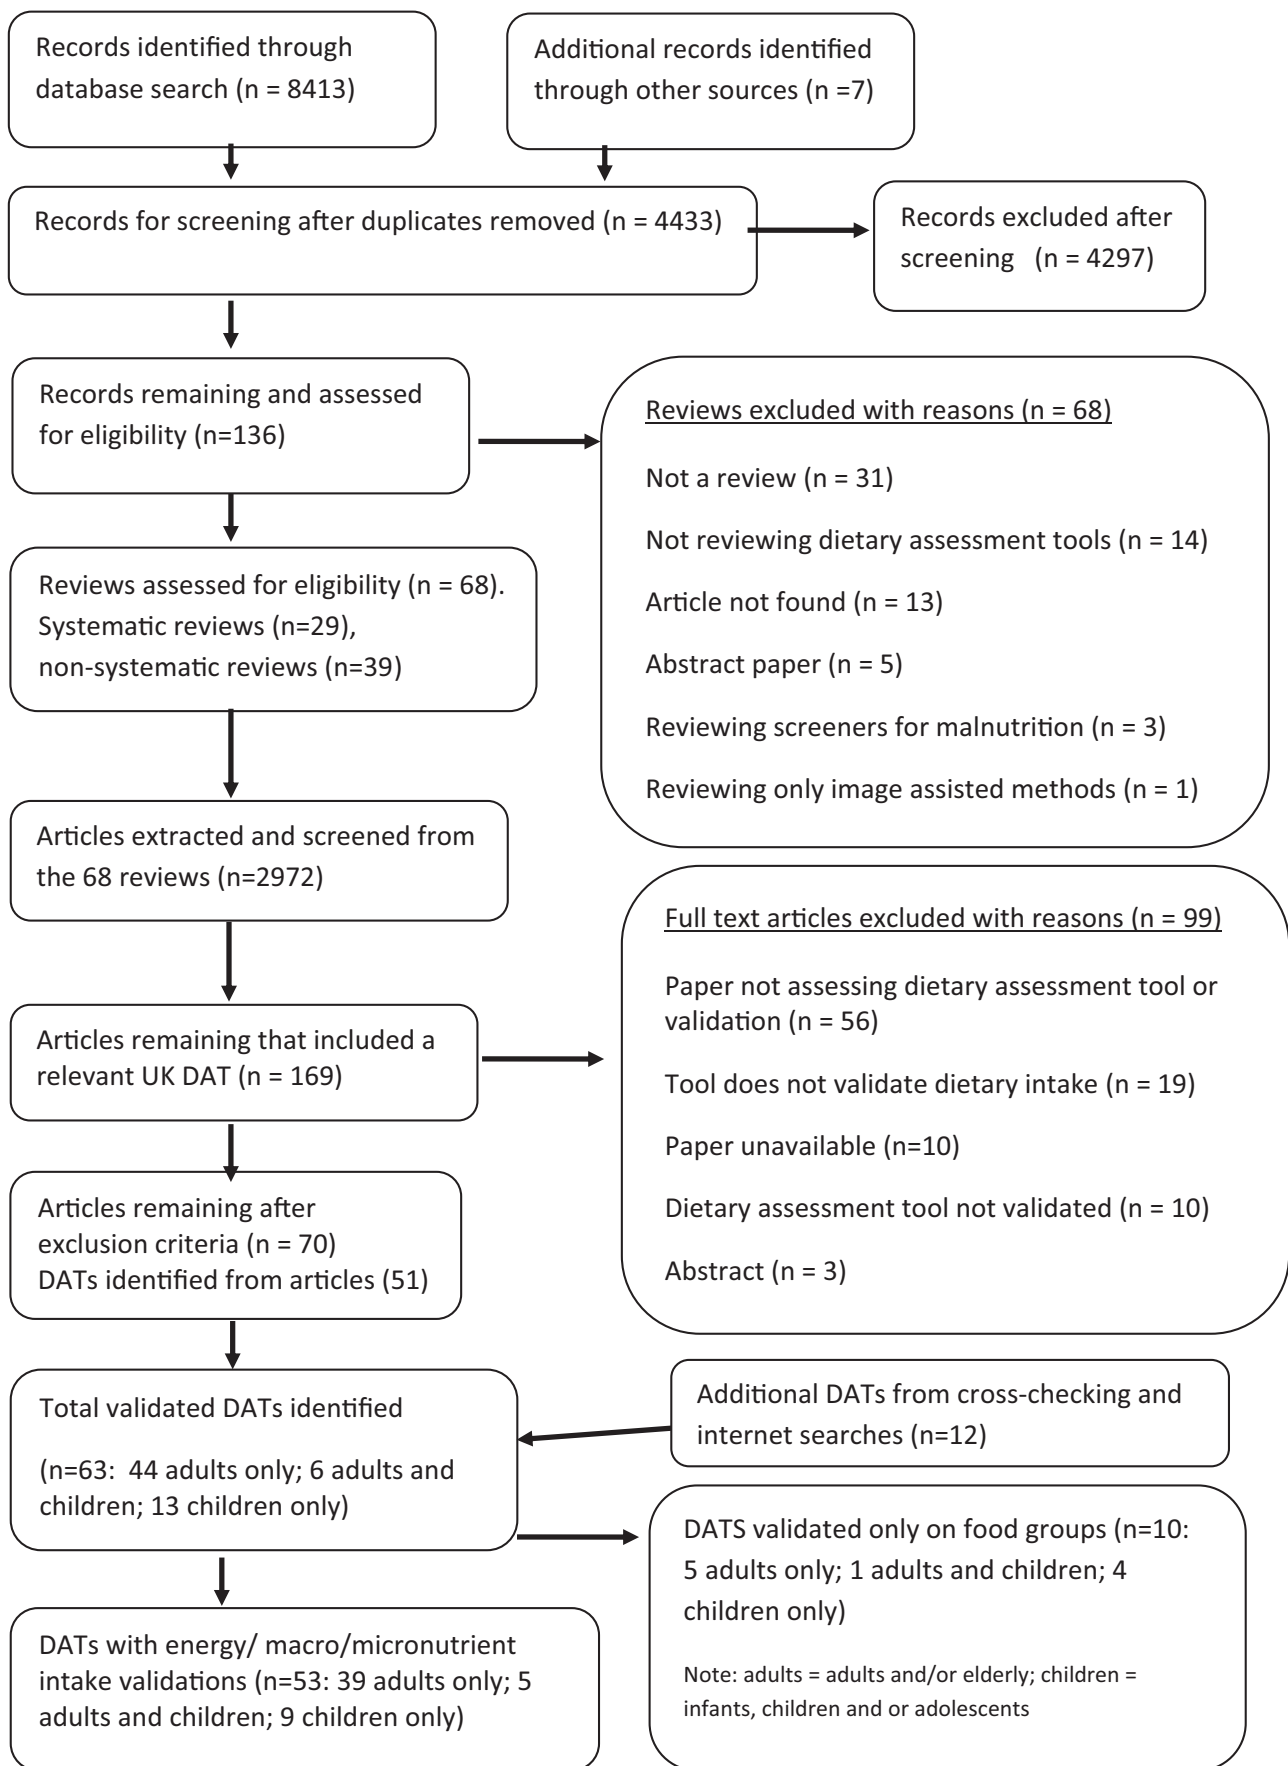 Records identified through
database search (n = 8413)
Additional records identified
through other sources (n =7)
Records for screening after duplicates removed (n = 4433)
Records excluded after
screening (n = 4297)
Records remaining and assessed
for eligibility (n=136)
Reviews excluded with reasons (n = 68)
Not a review (n = 31)
Not reviewing dietary assessment tools (n = 14)
Article not found (n = 13)
Abstract paper (n = 5)
Reviewing screeners for malnutrition (n = 3)
Reviewing only image assisted methods (n = 1)
Reviews assessed for eligibility (n = 68).
Systematic reviews (n=29),
non-systematic reviews (n=39)
Articles extracted and screened from
the 68 reviews (n=2972)
Articles remaining that included a
relevant UK DAT (n = 169)
Full text articles excluded with reasons (n = 99)
Paper not assessing dietary assessment tool or
validation (n = 56)
Tool does not validate dietary intake (n = 19)
Paper unavailable (n=10)
Dietary assessment tool not validated (n = 10)
Abstract (n = 3)
Articles remaining after
exclusion criteria (n = 70)
DATs identified from articles (51)
Total validated DATs identified
(n=63: 44 adults only; 6 adults and
children; 13 children only)
Additional DATs from cross-checking and
internet searches (n=12)
DATS validated only on food groups (n=10:
5 adults only; 1 adults and children; 4
children only)
Note: adults = adults and/or elderly; children =
infants, children and or adolescents
DATs with energy/ macro/micronutrient
intake validations (n=53: 39 adults only; 5
adults and children; 9 children only)